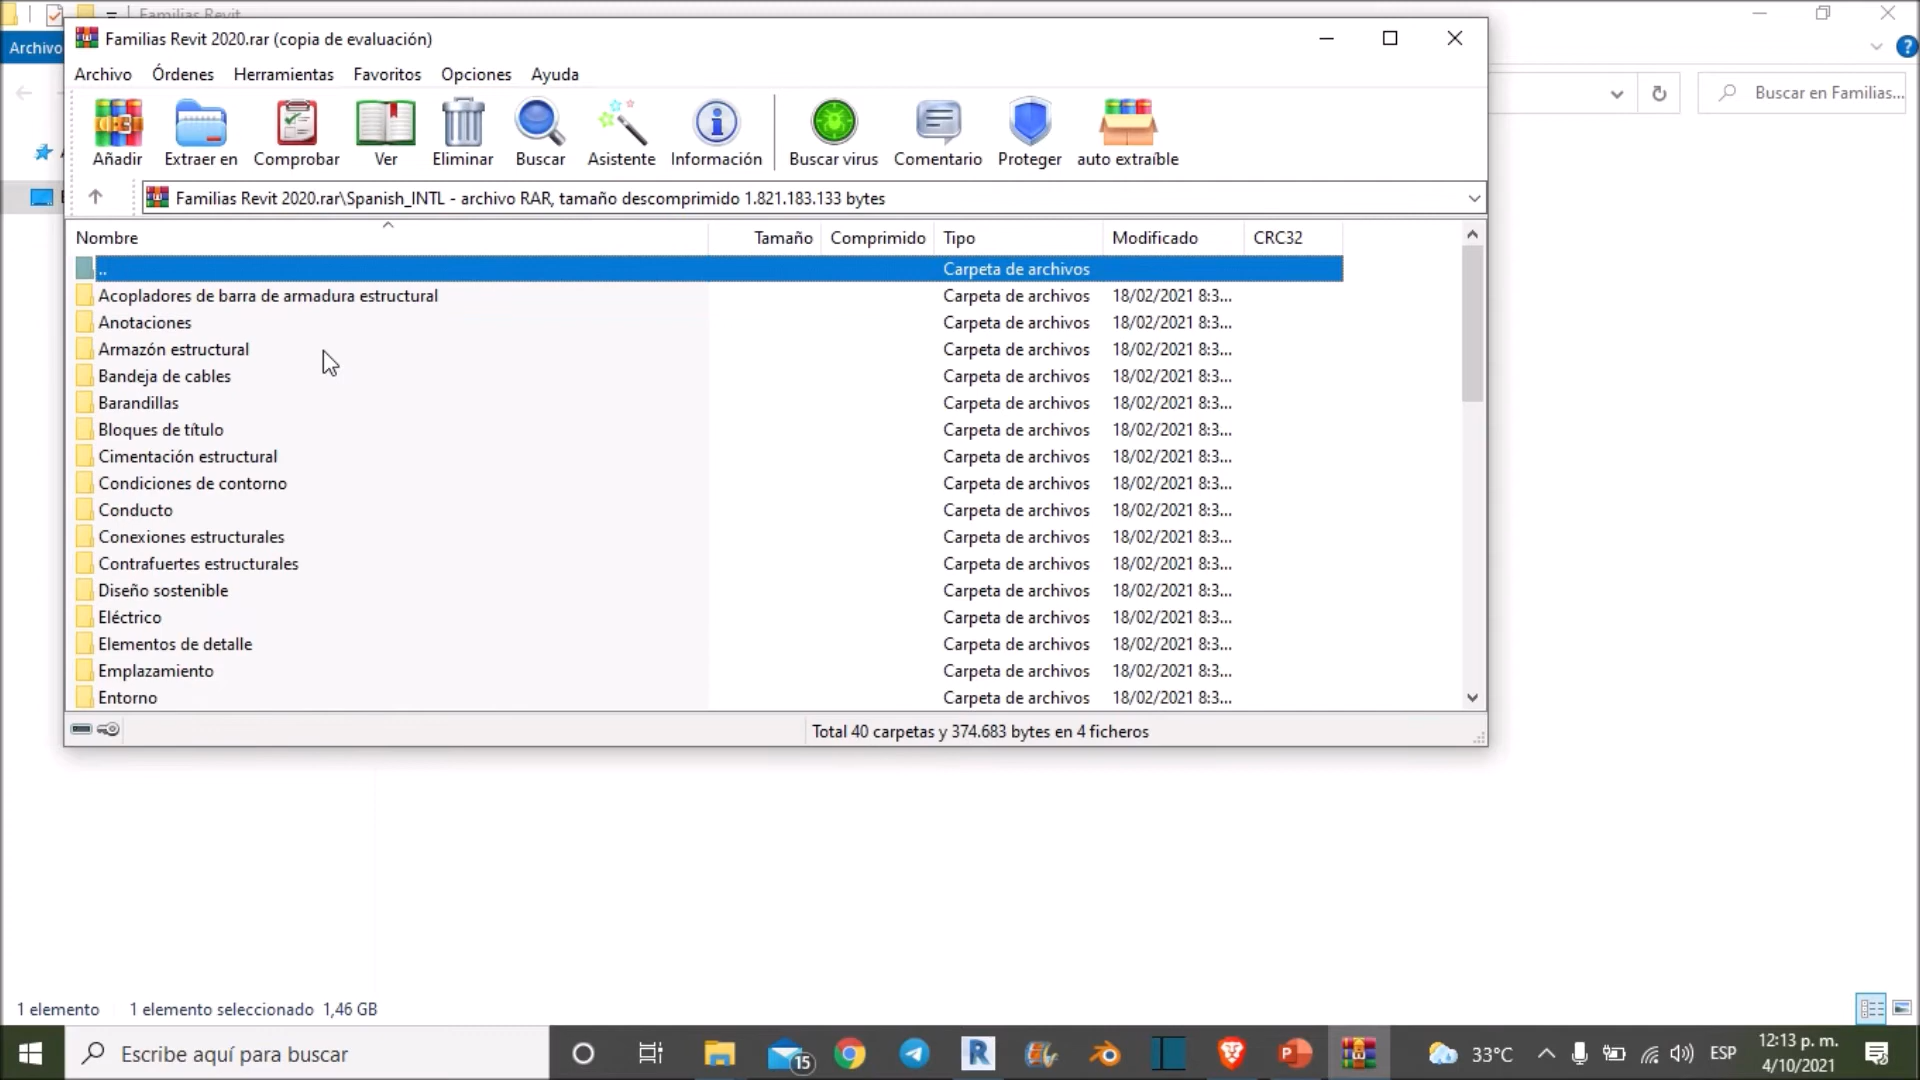 Familias Revit
Archivo
Familias Revit 2020.rar (copia de evaluación)
Archivo Órdenes Herramientas Favoritos Opciones Ayuda
Añadir Extraer en Comprobar Ver Eliminar Buscar Asistente Información Buscar virus Comentario Proteger auto extraíble
Buscar en Familias...
Familias Revit 2020.rar\Spanish_INTL - archivo RAR, tamaño descomprimido 1.821.183.133 bytes
Nombre Tamaño Comprimido Tipo Modificado CRC32
.. Carpeta de archivos
Acopladores de barra de armadura estructural Carpeta de archivos 18/02/2021 8:3...
Anotaciones Carpeta de archivos 18/02/2021 8:3...
Armazón estructural Carpeta de archivos 18/02/2021 8:3...
Bandeja de cables Carpeta de archivos 18/02/2021 8:3...
Barandillas Carpeta de archivos 18/02/2021 8:3...
Bloques de título Carpeta de archivos 18/02/2021 8:3...
Cimentación estructural Carpeta de archivos 18/02/2021 8:3...
Condiciones de contorno Carpeta de archivos 18/02/2021 8:3...
Conducto Carpeta de archivos 18/02/2021 8:3...
Conexiones estructurales Carpeta de archivos 18/02/2021 8:3...
Contrafuertes estructurales Carpeta de archivos 18/02/2021 8:3...
Diseño sostenible Carpeta de archivos 18/02/2021 8:3...
Eléctrico Carpeta de archivos 18/02/2021 8:3...
Elementos de detalle Carpeta de archivos 18/02/2021 8:3...
Emplazamiento Carpeta de archivos 18/02/2021 8:3...
Entorno Carpeta de archivos 18/02/2021 8:3...
Total 40 carpetas y 374.683 bytes en 4 ficheros
1 elemento 1 elemento seleccionado 1,46 GB
Escribe aquí para buscar 15 33°C ESP 12:13 p. m.
4/10/2021